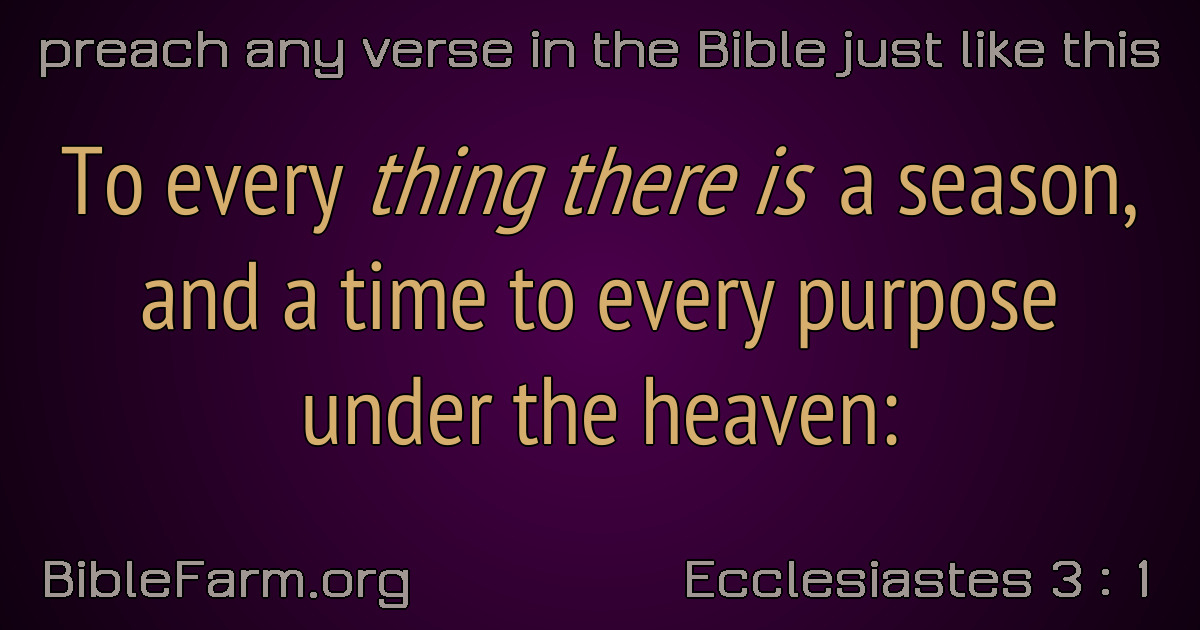 preach any verse in the Bible just like this
To every thing there is a season,
and a time to every purpose
under the heaven:
BibleFarm.org
Ecclesiastes 3 : 1